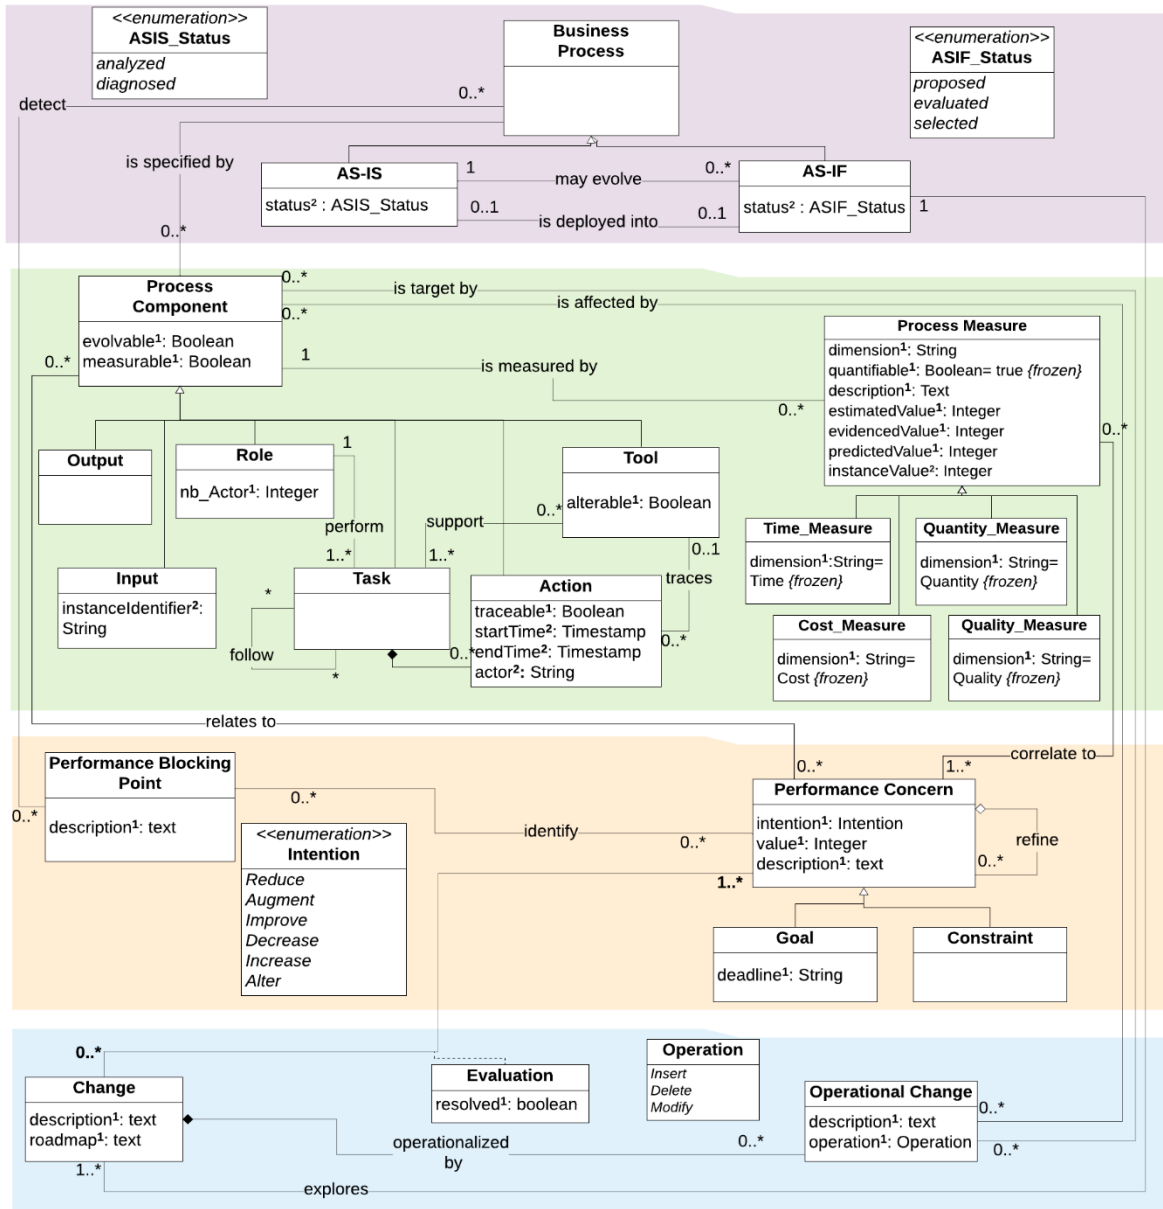 <<enumeration>>
ASIS_Status
analyzed
diagnosed
Business
Process
<<enumeration>>
ASIF_Status
proposed
evaluated
selected
detect
0..*
is specified by
AS-IS
status² : ASIS_Status
1
may evolve
0..*
0..1
is deployed into
0..1
AS-IF
status² : ASIF_Status
1
0..*
Process
Component
evolvable¹: Boolean
measurable¹: Boolean
0..*
is target by
0..*
is affected by
0..*
1
is measured by
0..*
Process Measure
dimension¹: String
quantifiable¹: Boolean= true {frozen}
description¹: Text
estimatedValue¹: Integer
evidencedValue¹: Integer
predictedValue¹: Integer
instanceValue²: Integer
0..*
Output
Role
nb_Actor¹: Integer
1
perform
1..*
support
0..*
1..*
Tool
alterable¹: Boolean
0..1
traces
0..*
Time_Measure
dimension¹:String=
Time {frozen}
Quantity_Measure
dimension¹: String=
Quantity {frozen}
Input
instanceIdentifier²:
String
Task
*
follow
*
0..*
Action
traceable¹: Boolean
startTime²: Timestamp
endTime²: Timestamp
actor²: String
Cost_Measure
dimension¹: String=
Cost {frozen}
Quality_Measure
dimension¹: String=
Quality {frozen}
relates to
correlate to
Performance Blocking
Point
description¹: text
0..*
0..*
identify
0..*
0..*
1..*
Performance Concern
intention¹: Intention
value¹: Integer
description¹: text
refine
0..*
1..*
<<enumeration>>
Intention
Reduce
Augment
Improve
Decrease
Increase
Alter
Goal
deadline¹: String
Constraint
0..*
Change
description¹: text
roadmap¹: text
1..*
Evaluation
resolved¹: boolean
Operation
Insert
Delete
Modify
Operational Change
description¹: text
operation¹: Operation
0..*
0..*
operationalized
by
0..*
explores